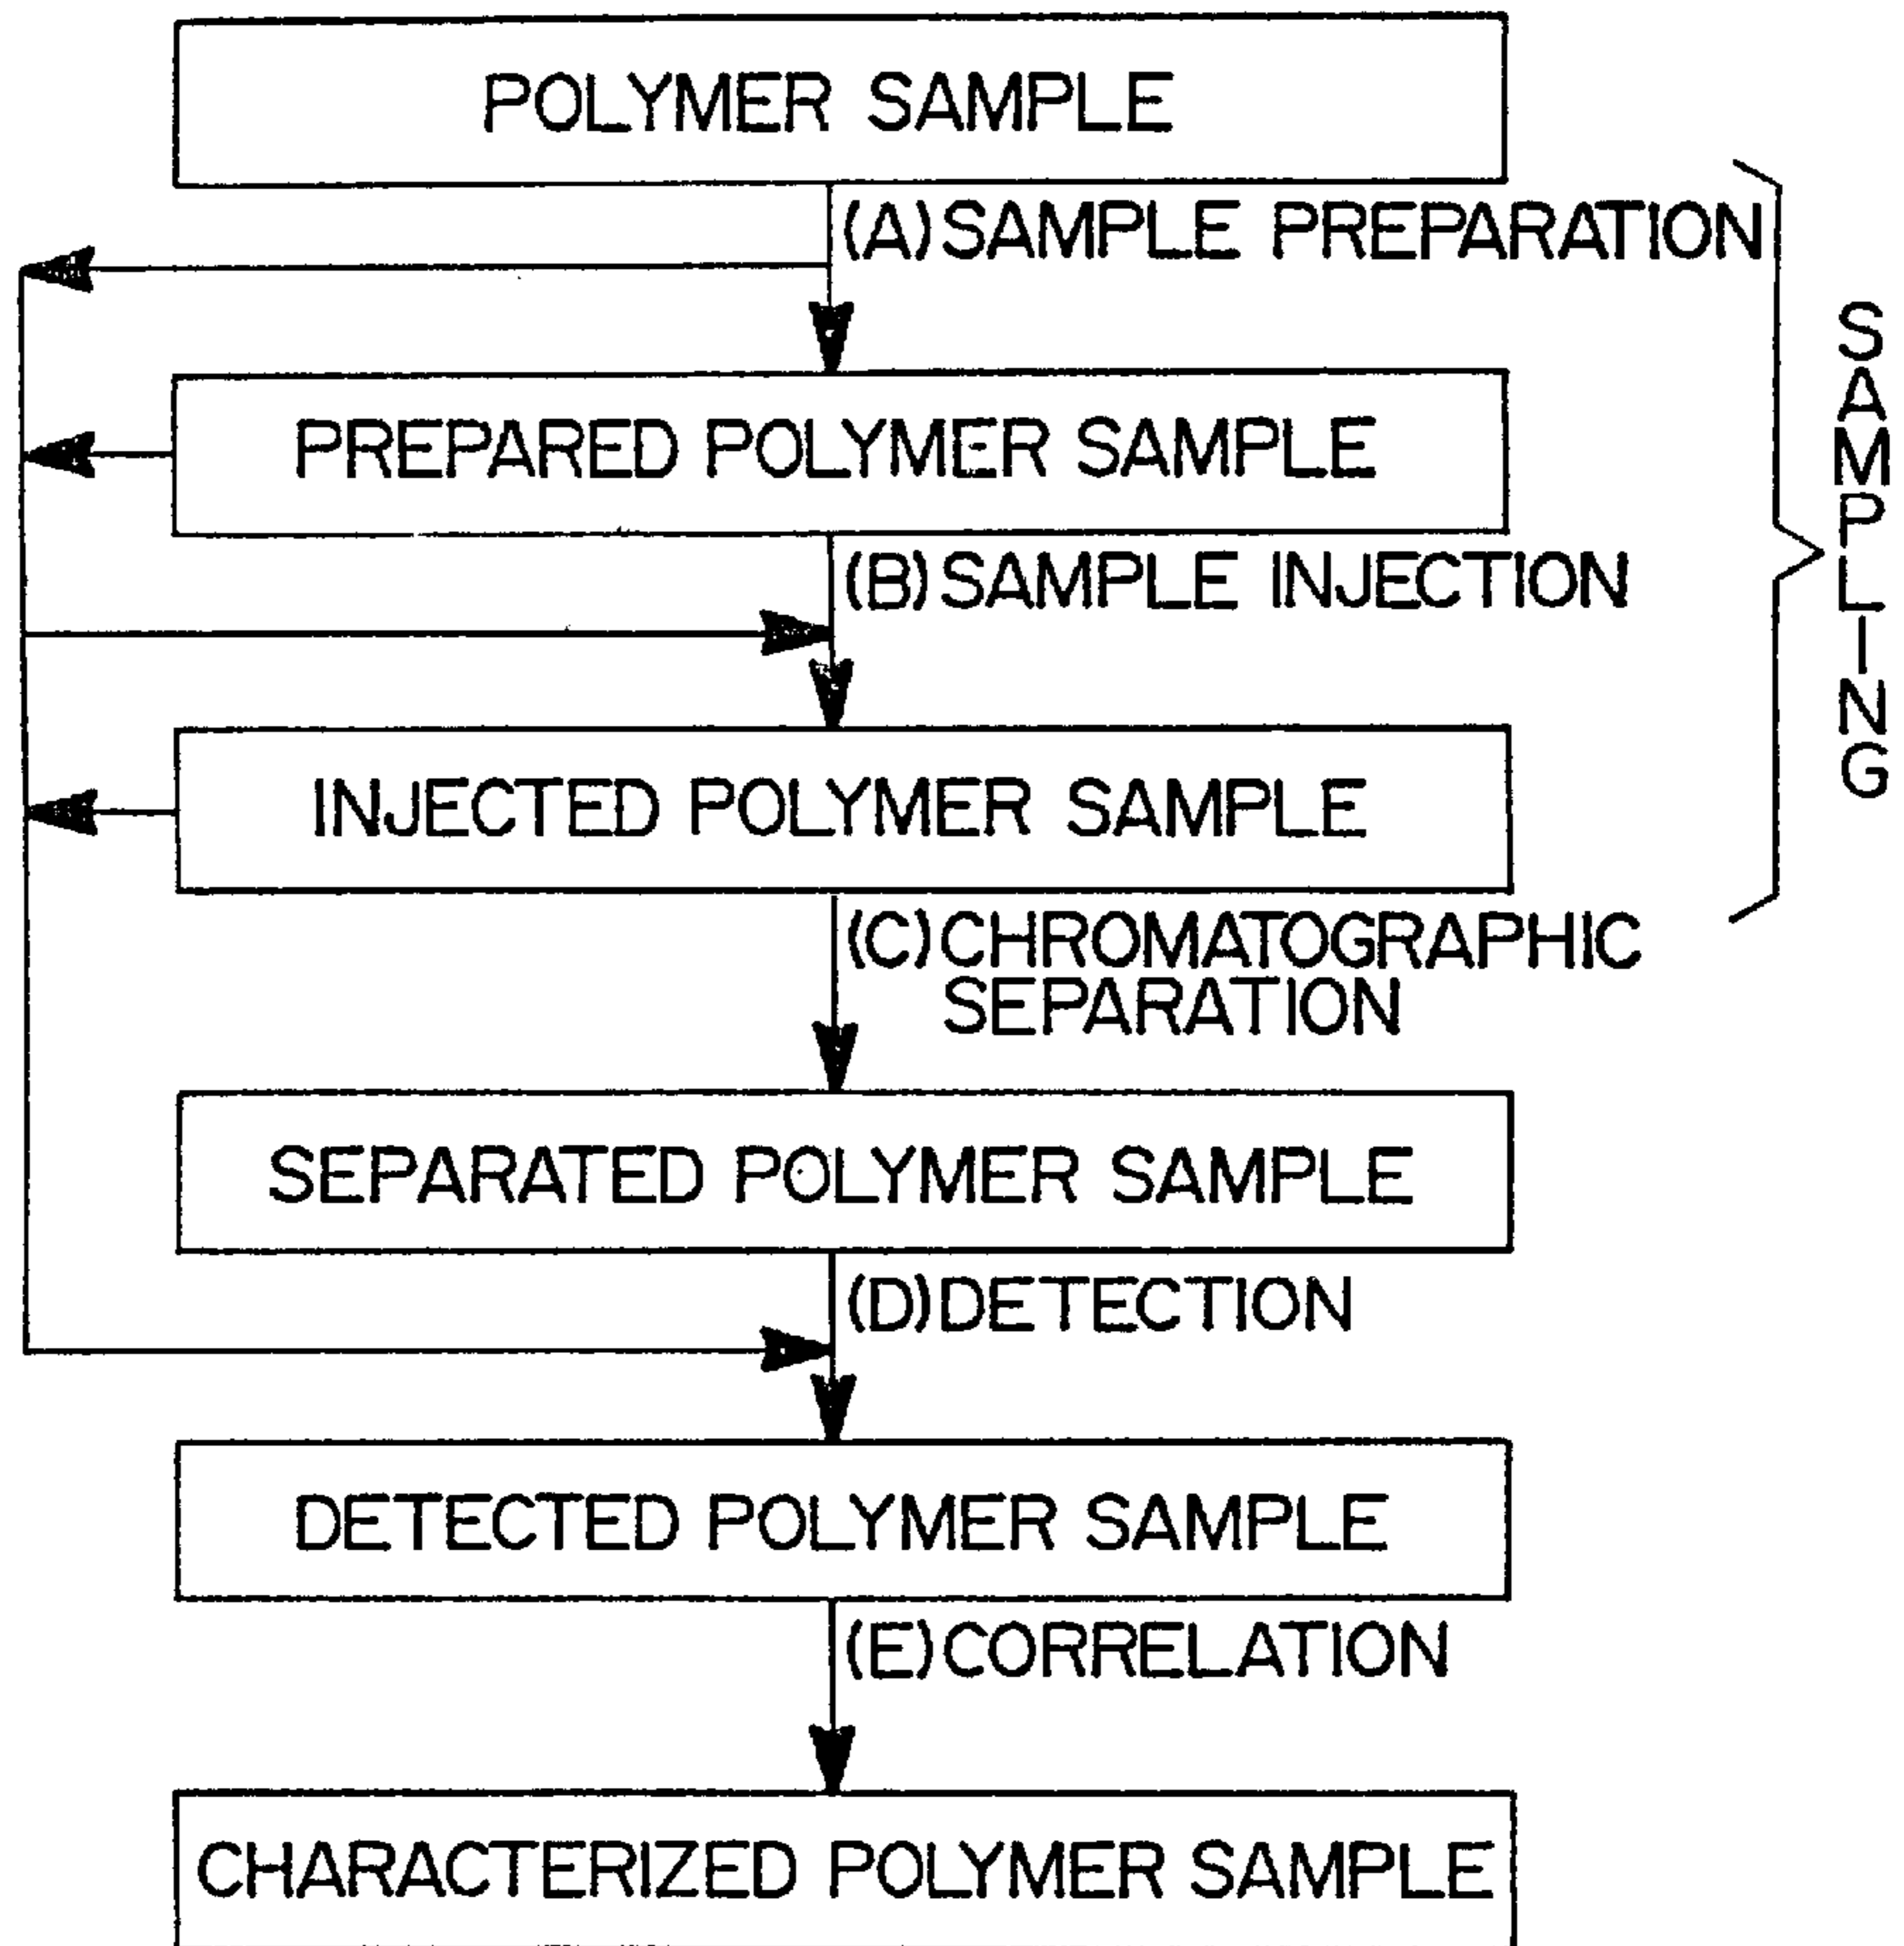 POLYMER SAMPLE
(A) SAMPLE PREPARATION
PREPARED POLYMER SAMPLE
(B) SAMPLE INJECTION
INJECTED POLYMER SAMPLE
(C) CHROMATOGRAPHIC
SEPARATION
SEPARATED POLYMER SAMPLE
(D) DETECTION
DETECTED POLYMER SAMPLE
(E) CORRELATION
CHARACTERIZED POLYMER SAMPLE
SAMPLING